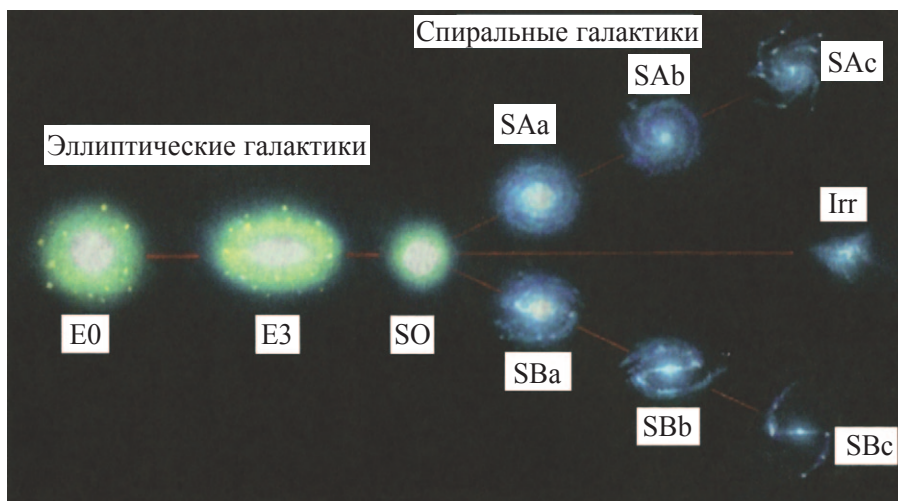 Спиральные галактики
SAc
SAb
SAa
Эллиптические галактики
Irr
E0
E3
SO
SBa
SBb
SBc